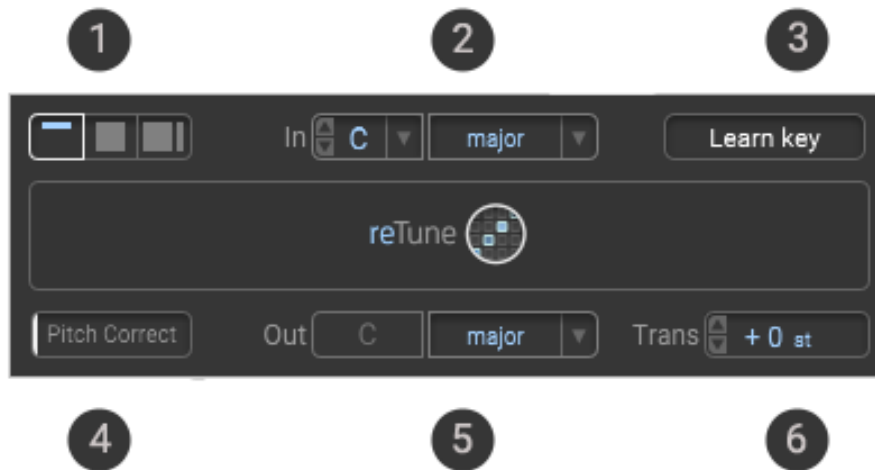 1 2 3
In C major Learn key
reTune
Pitch Correct Out C major Trans + 0 st
4 5 6